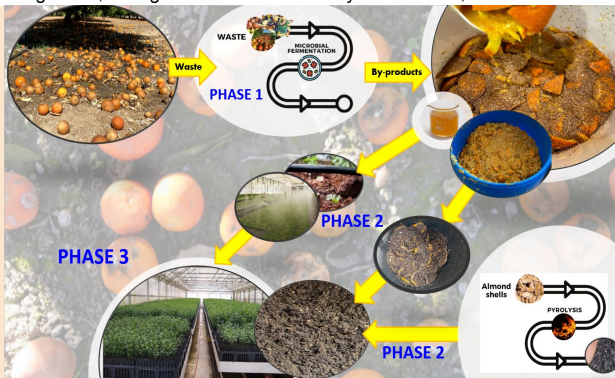 WASTE
MICROBIAL
FERMENTATION
Waste
By-products
PHASE 1
PHASE 2
PHASE 3
Almond
shells
PYROLYSIS
PHASE 2